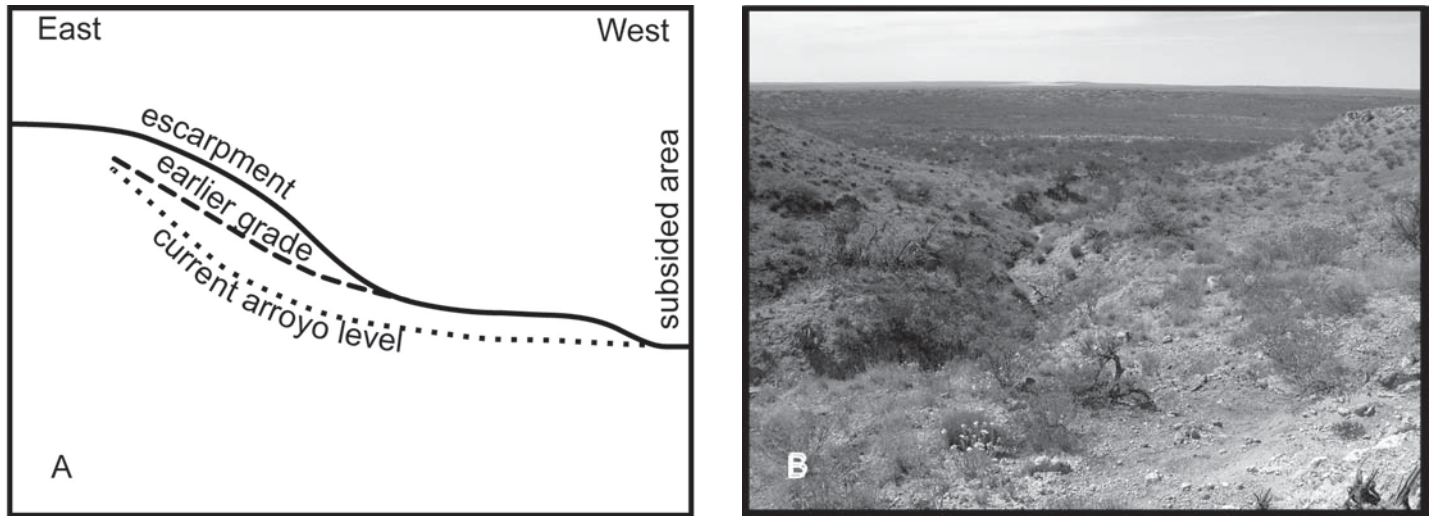 East
West
escarpment
earlier grade
current arroyo level
subsided area
A
B